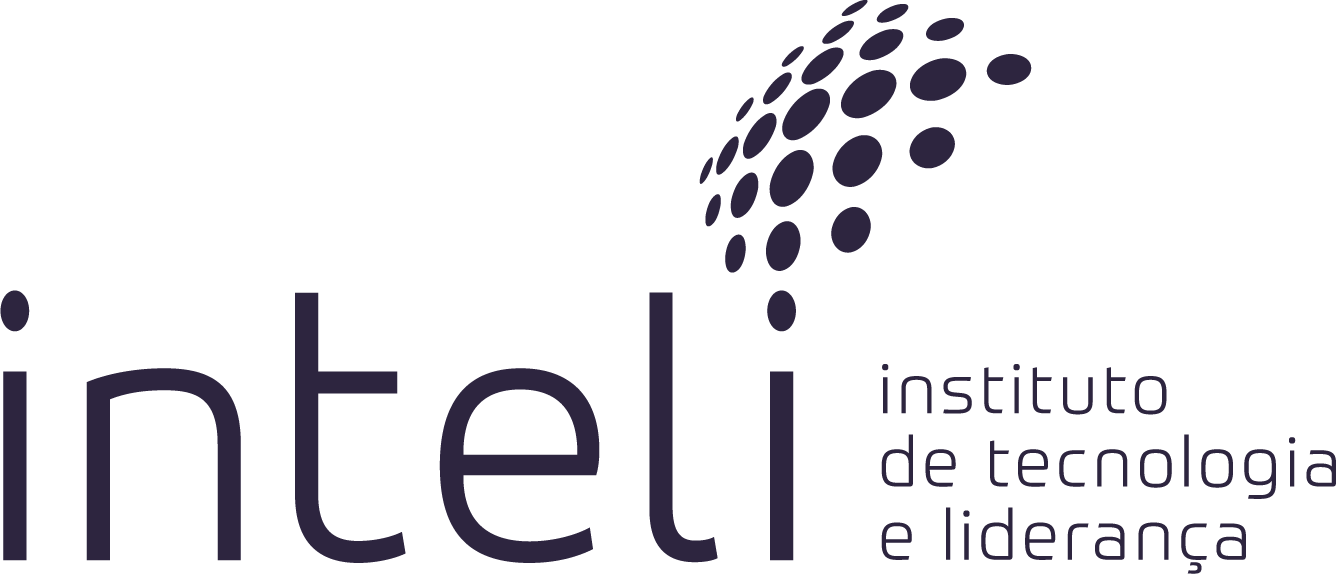 inteli
instituto
de tecnologia
e liderança